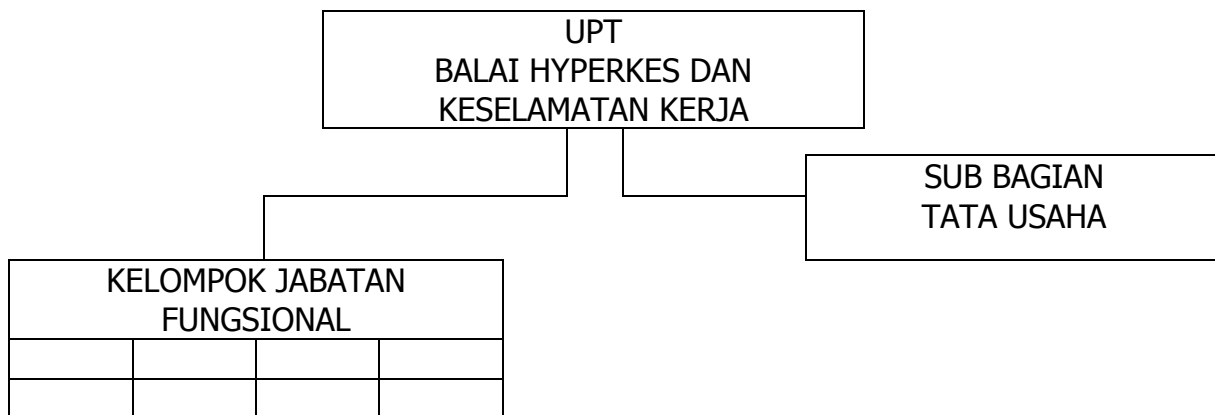 UPT
BALAI HYPERKES DAN
KESELAMATAN KERJA
SUB BAGIAN
TATA USAHA
KELOMPOK JABATAN
FUNGSIONAL